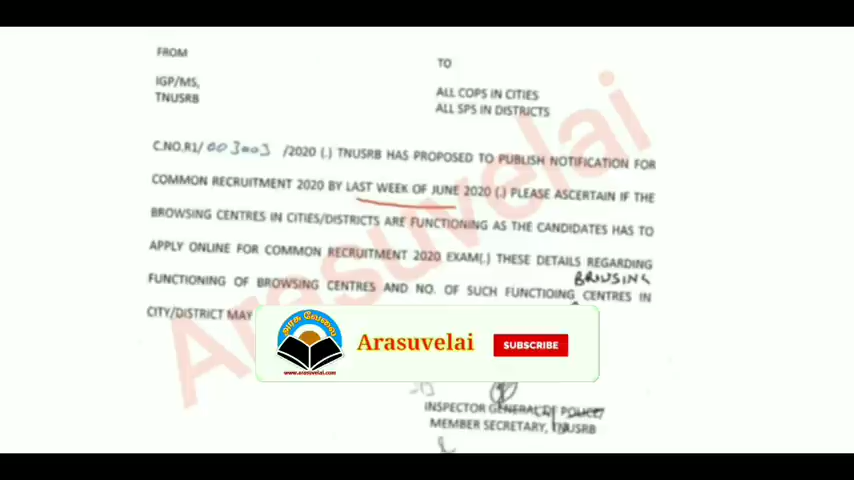 FROM
TO
IGP/MS,
TNUSRB
ALL COPS IN CITIES
ALL SPS IN DISTRICTS
C.NO.R1/ 003003 /2020 (.) TNUSRB HAS PROPOSED TO PUBLISH NOTIFICATION FOR
COMMON RECRUITMENT 2020 BY LAST WEEK OF JUNE 2020 (.) PLEASE ASCERTAIN IF THE
BROWSING CENTRES IN CITIES/DISTRICTS ARE FUNCTIONING AS THE CANDIDATES HAS TO
APPLY ONLINE FOR COMMON RECRUITMENT 2020 EXAM(.) THESE DETAILS REGARDING
BROWSING
FUNCTIONING OF BROWSING CENTRES AND NO. OF SUCH FUNCTIOING CENTRES IN
CITY/DISTRICT MAY
அரசு வேலை
www.arasuvelai.com
Arasuvelai
SUBSCRIBE
INSPECTOR GENERAL OF POLICE/
MEMBER SECRETARY, TNUSRB
Arasuvelai